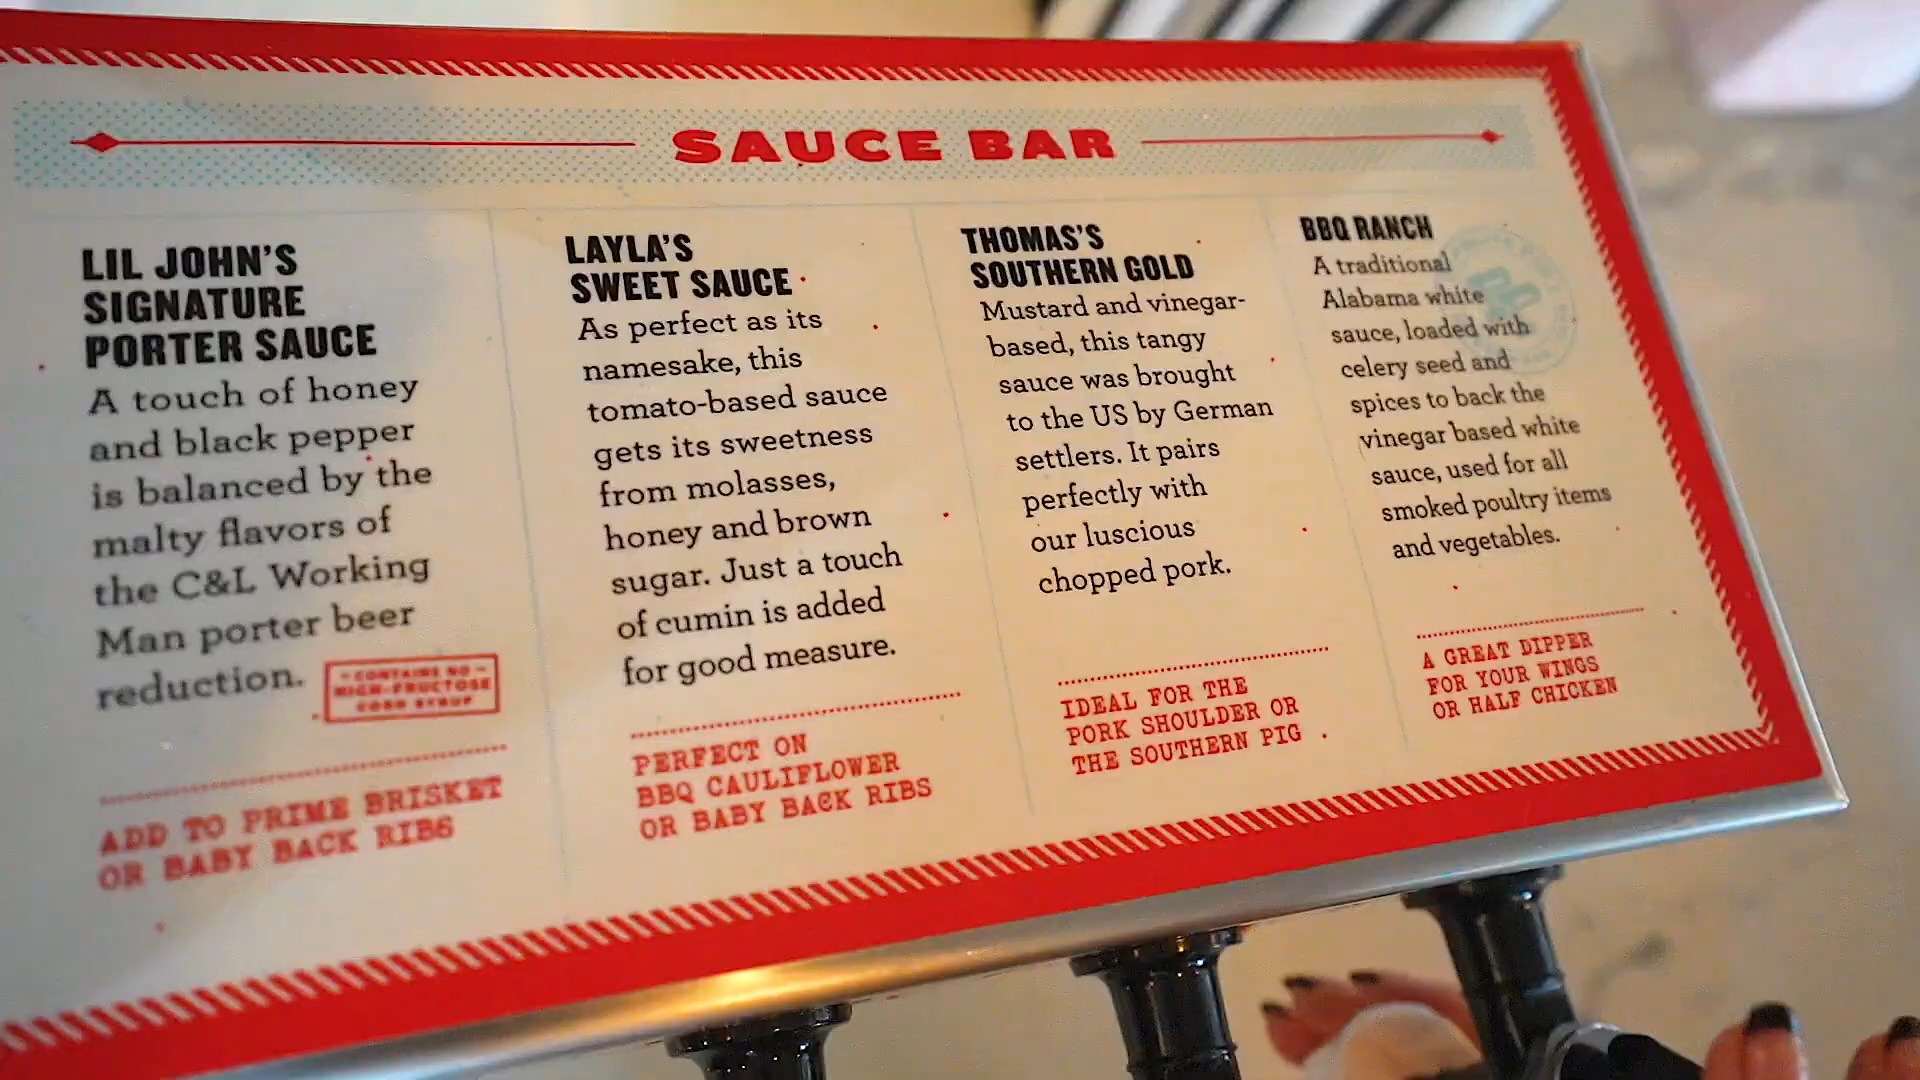 SAUCE BAR
LIL JOHN'S
SIGNATURE
PORTER SAUCE
A touch of honey
and black pepper
is balanced by the
malty flavors of
the C&L Working
Man porter beer
reduction.
CONTAINS NO
HIGH-FRUCTOSE
CORN SYRUP
ADD TO PRIME BRISKET
OR BABY BACK RIBS
LAYLA'S
SWEET SAUCE
As perfect as its
namesake, this
tomato-based sauce
gets its sweetness
from molasses,
honey and brown
sugar. Just a touch
of cumin is added
for good measure.
PERFECT ON
BBQ CAULIFLOWER
OR BABY BACK RIBS
THOMAS'S
SOUTHERN GOLD
Mustard and vinegar-
based, this tangy
sauce was brought
to the US by German
settlers. It pairs
perfectly with
our luscious
chopped pork.
IDEAL FOR THE
PORK SHOULDER OR
THE SOUTHERN PIG
BBQ RANCH
A traditional
Alabama white
sauce, loaded with
celery seed and
spices to back the
vinegar based white
sauce, used for all
smoked poultry items
and vegetables.
A GREAT DIPPER
FOR YOUR WINGS
OR HALF CHICKEN